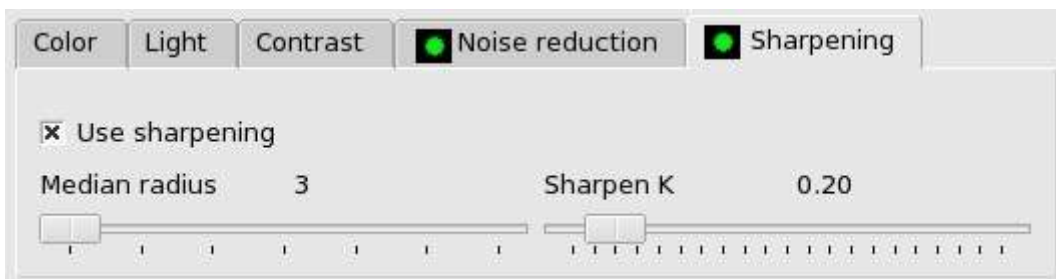 Color Light Contrast Noise reduction Sharpening
Use sharpening
Median radius 3 Sharpen K 0.20